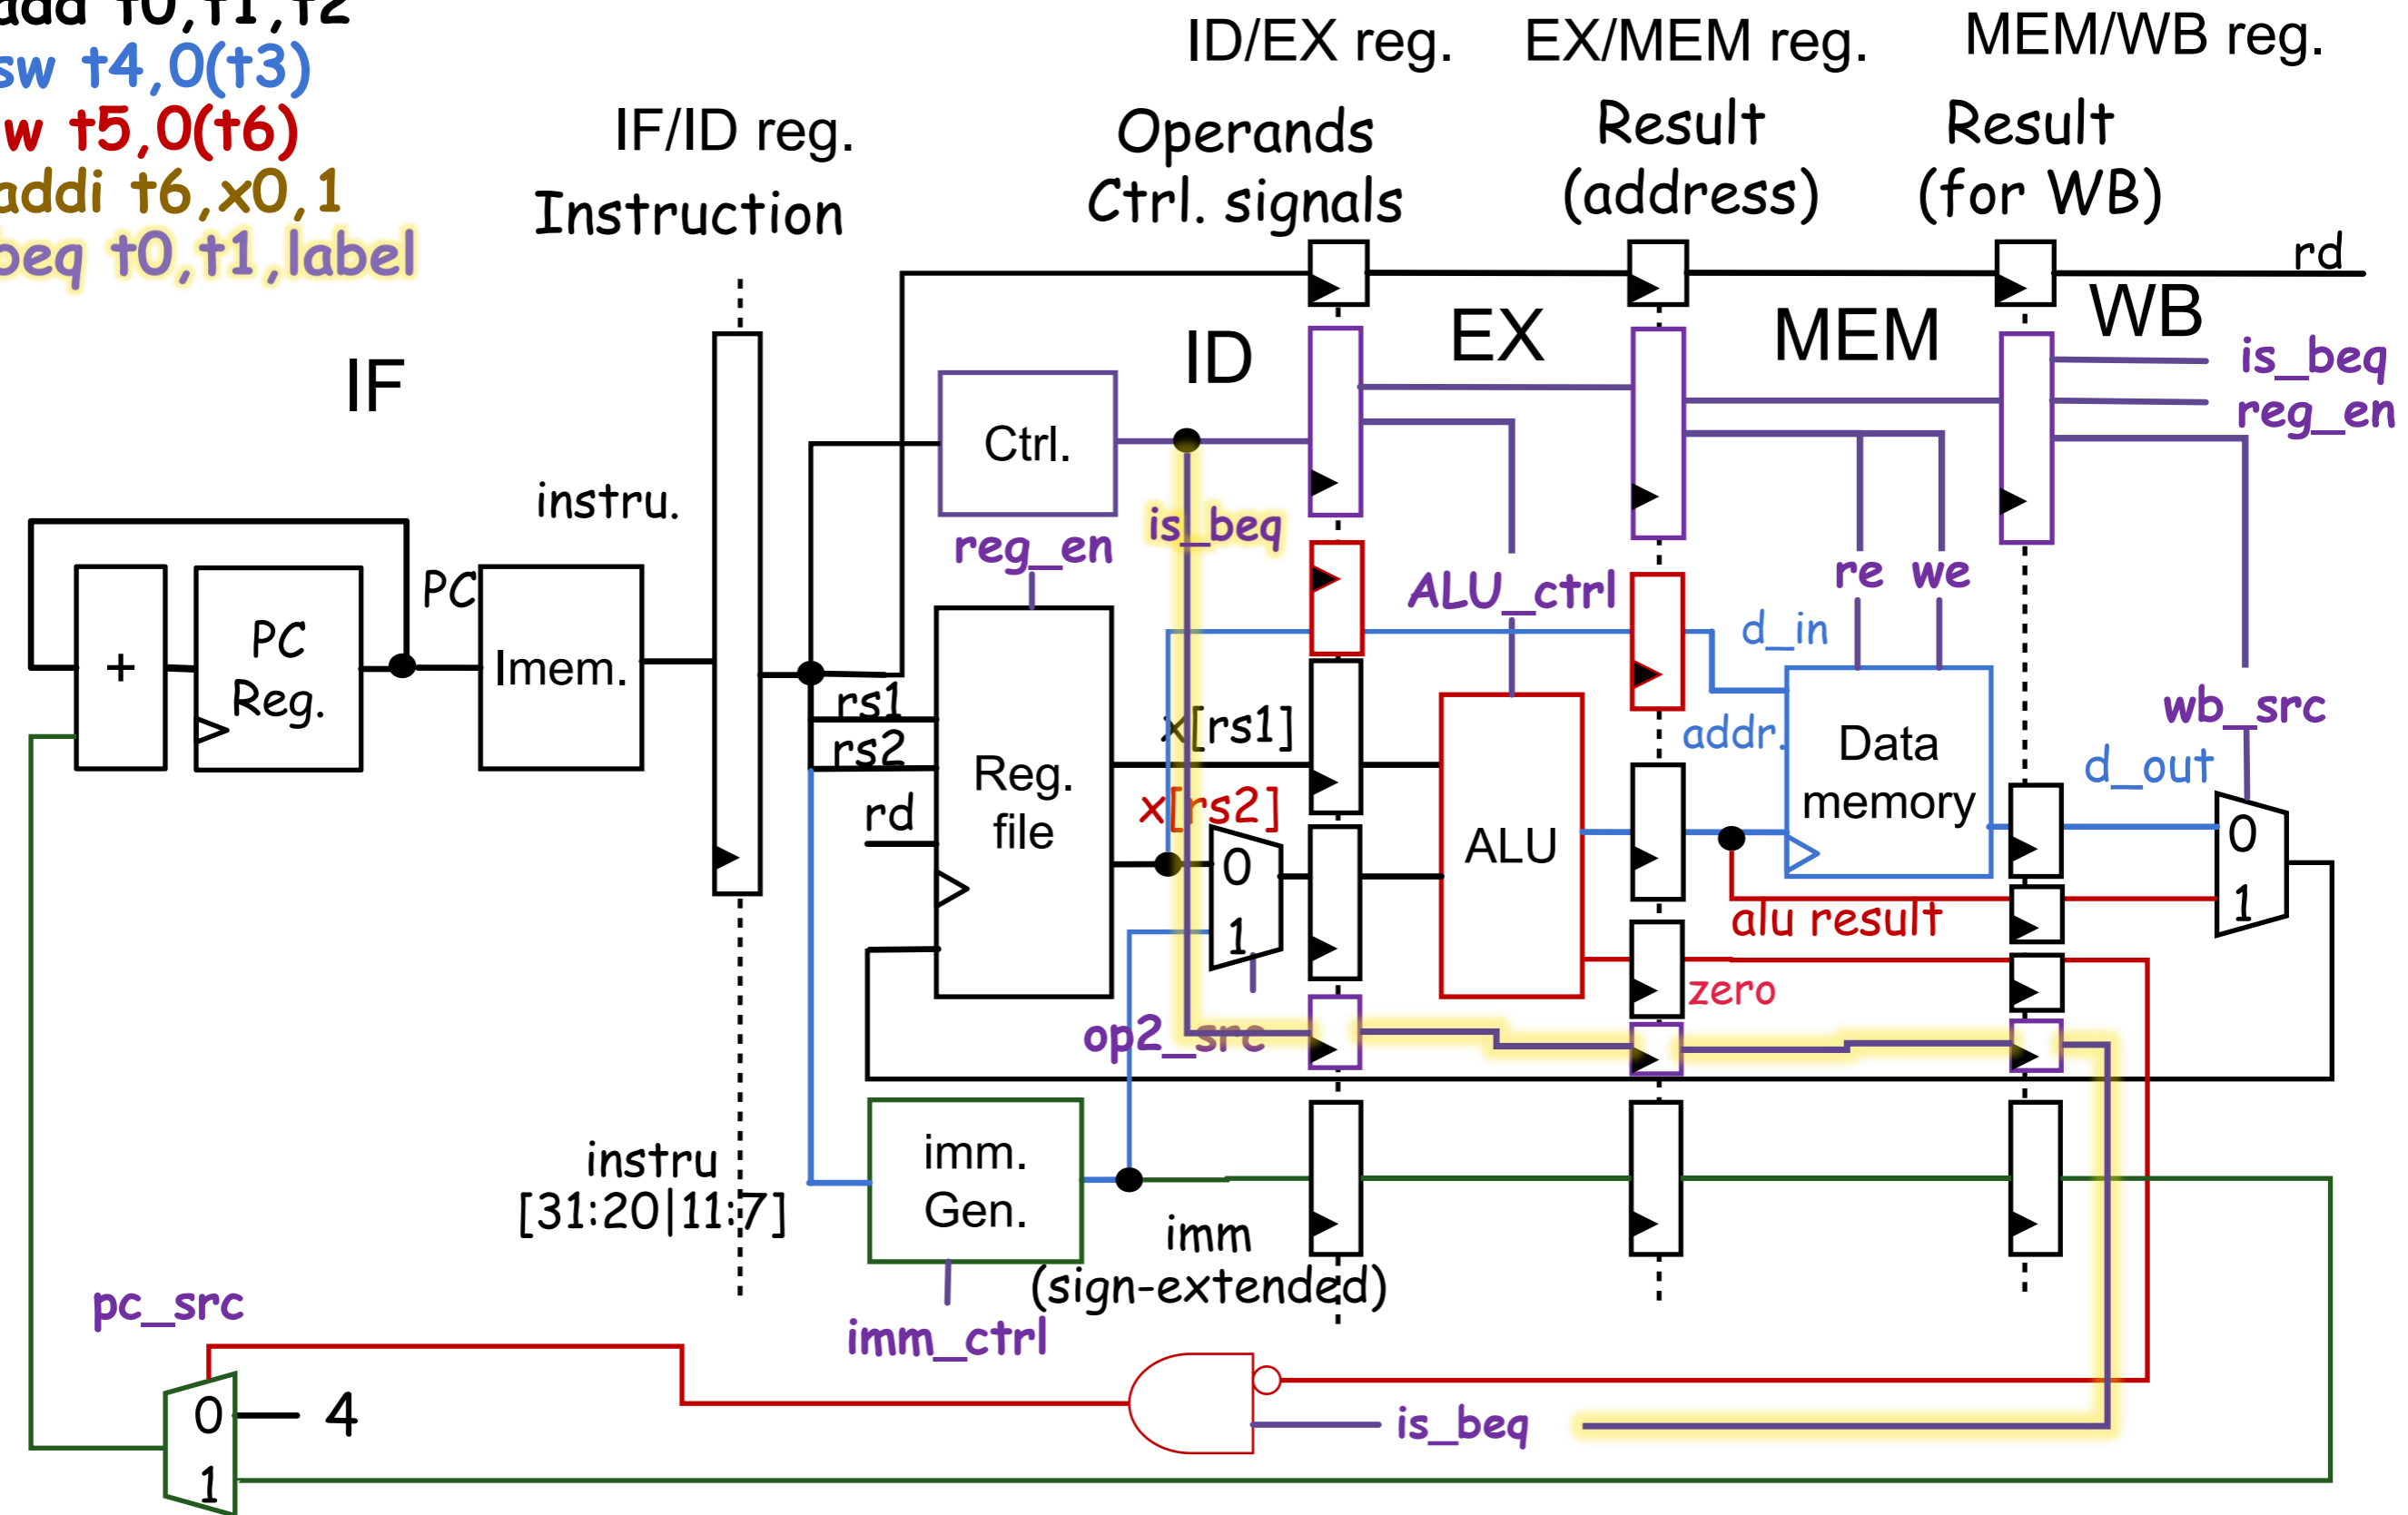 add t0,t1,t2
sw t4,0(t3)
w t5,0(t6)
addi t6,x0,1
beq t0,t1,label
IF/ID reg.
Instruction
ID/EX reg.
Operands
Ctrl. signals
EX/MEM reg.
Result
(address)
MEM/WB reg.
Result
(for WB)
rd
IF
ID
EX
MEM
WB
is_beq
reg_en
Ctrl.
instru.
reg_en
is_beq
ALU_ctrl
re we
PC
+
PC
Reg.
Imem.
rs1
rs2
rd
Reg.
file
x[rs1]
x[rs2]
0
1
ALU
d_in
addr.
Data
memory
wb_src
d_out
0
1
alu result
zero
op2_src
instru
[31:20|11:7]
imm.
Gen.
imm
(sign-extended)
imm_ctrl
pc_src
0
4
1
is_beq